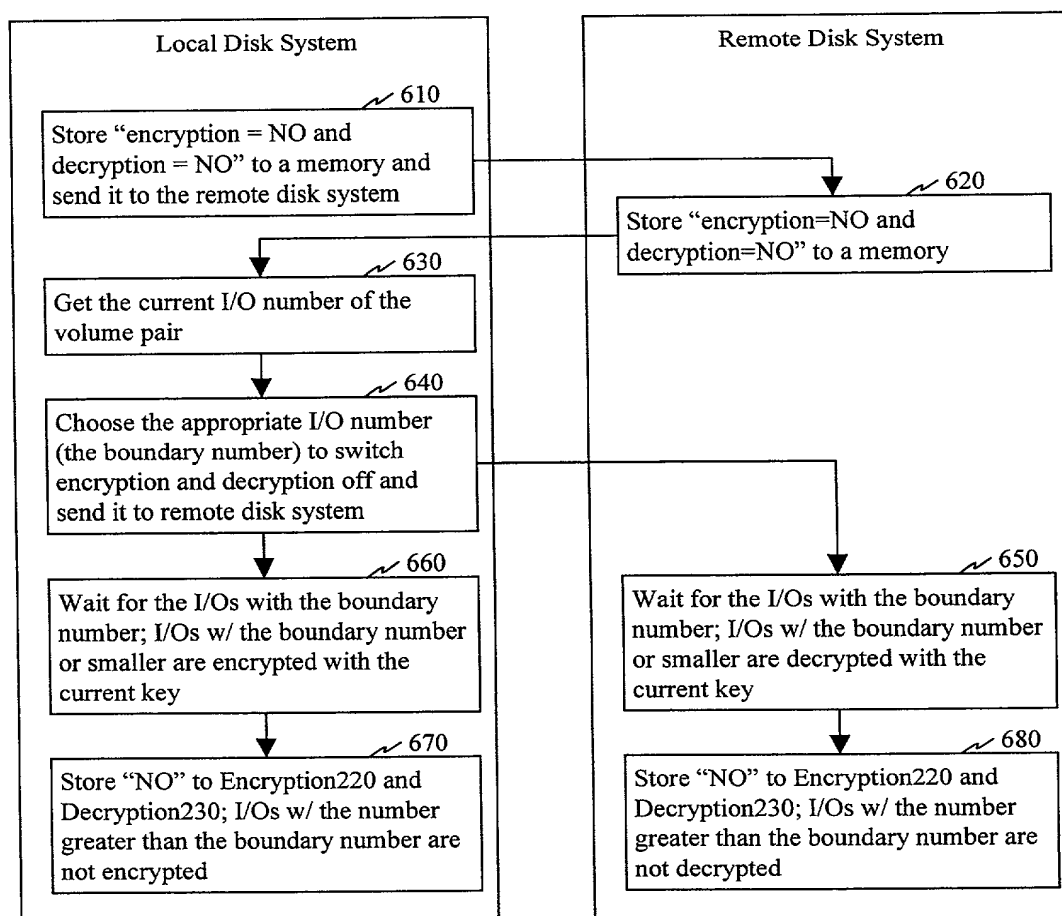 Local Disk System
Remote Disk System
610
Store “encryption = NO and
decryption = NO” to a memory and
send it to the remote disk system
620
Store “encryption=NO and
decryption=NO” to a memory
630
Get the current I/O number of the
volume pair
640
Choose the appropriate I/O number
(the boundary number) to switch
encryption and decryption off and
send it to remote disk system
660
Wait for the I/Os with the boundary
number; I/Os w/ the boundary number
or smaller are encrypted with the
current key
650
Wait for the I/Os with the boundary
number; I/Os w/ the boundary number
or smaller are decrypted with the
current key
670
Store “NO” to Encryption220 and
Decryption230; I/Os w/ the number
greater than the boundary number are
not encrypted
680
Store “NO” to Encryption220 and
Decryption230; I/Os w/ the number
greater than the boundary number are
not decrypted